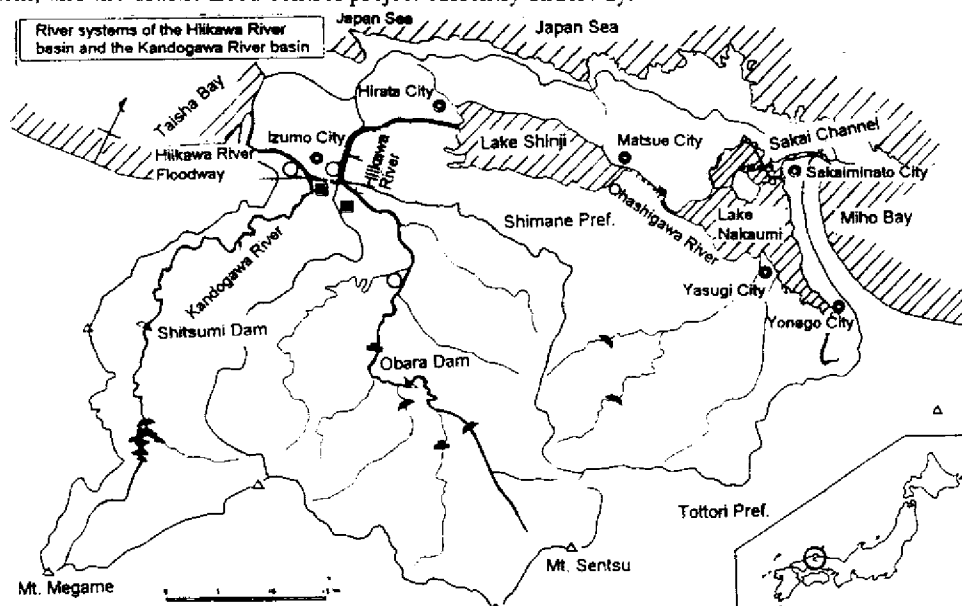 River systems of the Hiikawa River
basin and the Kandogawa River basin
Japan Sea
Japan Sea
Taisha Bay
Hirata City
Izumo City
Hiikawa River
Floodway
Hiikawa
River
Lake Shinji
Matsue City
Sakai Channel
Sakaiminato City
Ohashigawa River
Lake
Nakaumi
Miho Bay
Shimane Pref.
Kandogawa River
Yasugi City
Yonago City
Shitsumi Dam
Obara Dam
Tottori Pref.
Mt. Sentsu
Mt. Megame